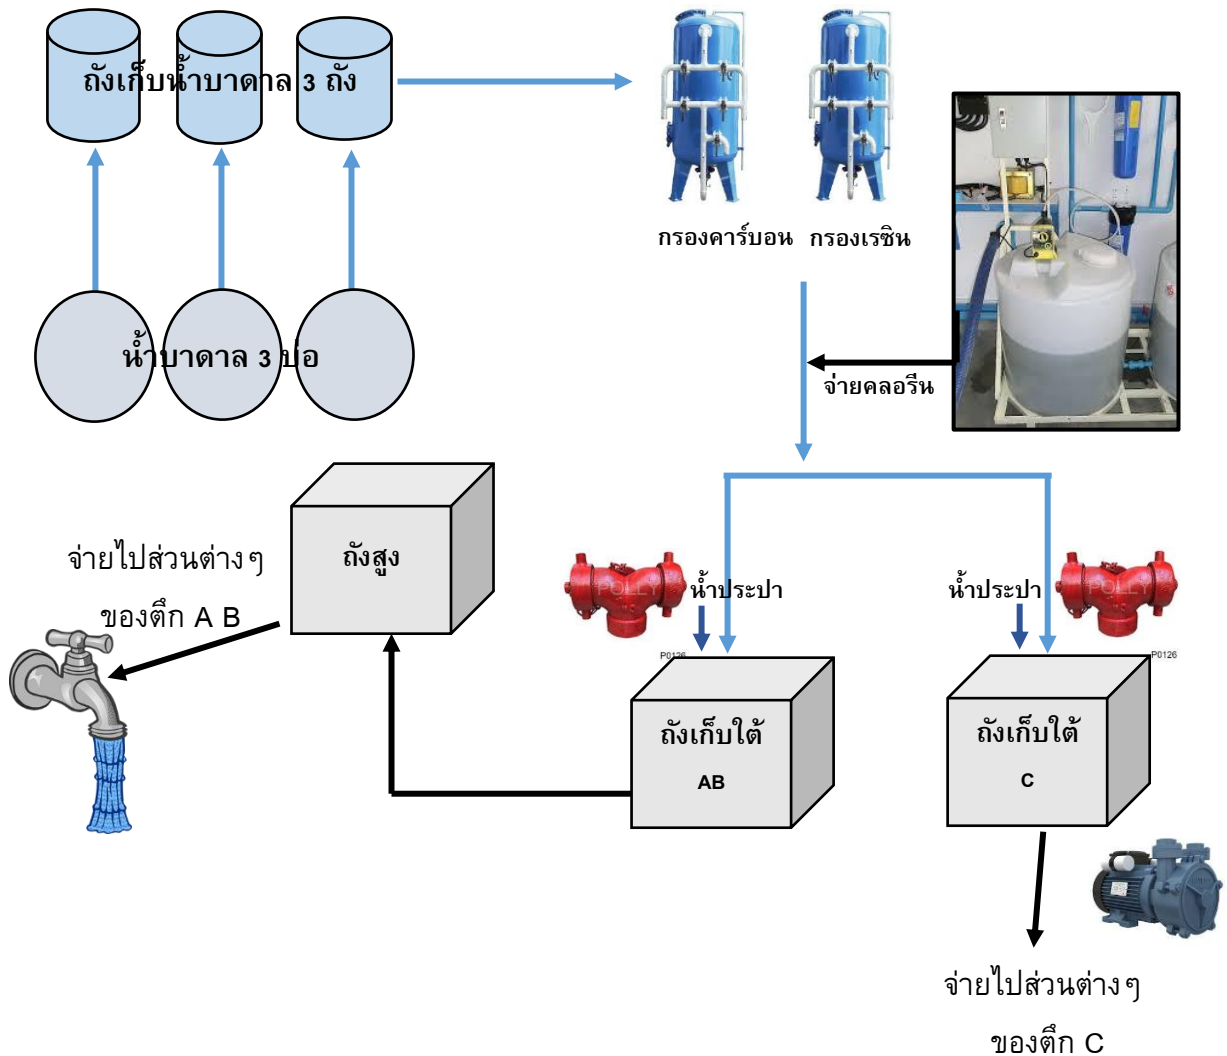 ถังเก็บน้ำบาดาล 3 ถัง
กรองคาร์บอน
กรองเรซิน
น้ำบาดาล 3 บ่อ
จ่ายคลอรีน
ถังสูง
จ่ายไปส่วนต่างๆ
ของตึก A B
POLLY
น้ำประปา
น้ำประปา
POLLY
P0126
P0126
ถังเก็บใต้
AB
ถังเก็บใต้
C
จ่ายไปส่วนต่างๆ
ของตึก C